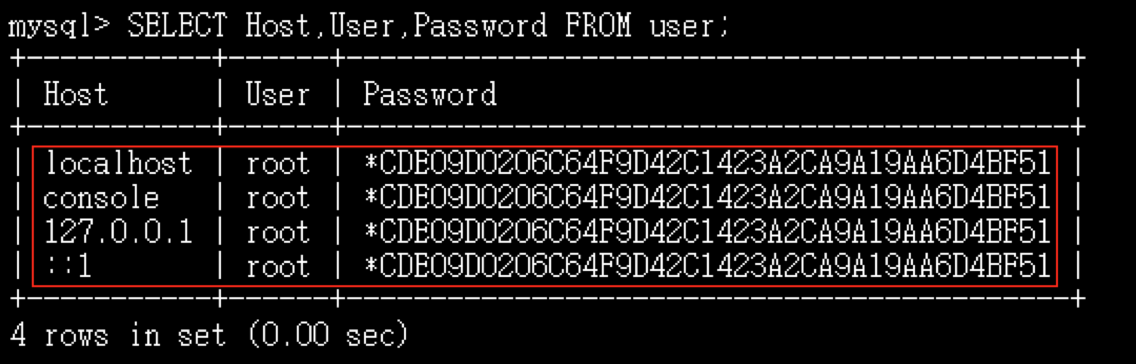 mysql> SELECT Host,User,Password FROM user;
+-----------+------+-------------------------------------------+
| Host      | User | Password                                  |
+-----------+------+-------------------------------------------+
| localhost | root | *CDE09D0206C64F9D42C1423A2CA9A19AA6D4BF51 |
| console   | root | *CDE09D0206C64F9D42C1423A2CA9A19AA6D4BF51 |
| 127.0.0.1 | root | *CDE09D0206C64F9D42C1423A2CA9A19AA6D4BF51 |
| ::1       | root | *CDE09D0206C64F9D42C1423A2CA9A19AA6D4BF51 |
+-----------+------+-------------------------------------------+
4 rows in set (0.00 sec)